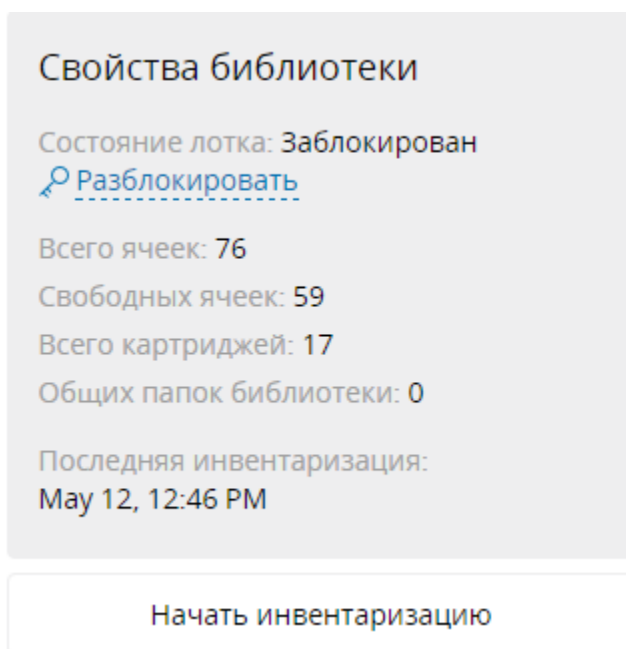 Свойства библиотеки
Состояние лотка: Заблокирован
Разблокировать
Всего ячеек: 76
Свободных ячеек: 59
Всего картриджей: 17
Общих папок библиотеки: 0
Последняя инвентаризация:
May 12, 12:46 PM
Начать инвентаризацию